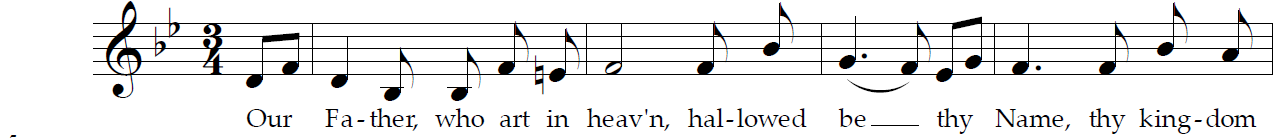 Our Fa-ther, who art in heav'n, hal-lowed be thy Name, thy king-dom